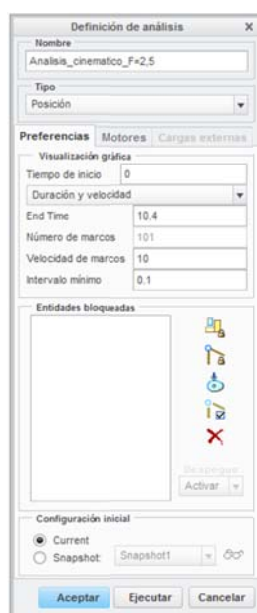 Definición de análisis X
Nombre
Analisis_cinematico_F=2,5
Tipo
Posición
Preferencias Motores Cargas externas
Visualización gráfica
Tiempo de inicio 0
Duración y velocidad
End Time 10.4
Número de marcos 101
Velocidad de marcos 10
Intervalo mínimo 0.1
Entidades bloqueadas
Despegue
Activar
Configuración inicial
Current
Snapshot: Snapshot1
Aceptar Ejecutar Cancelar